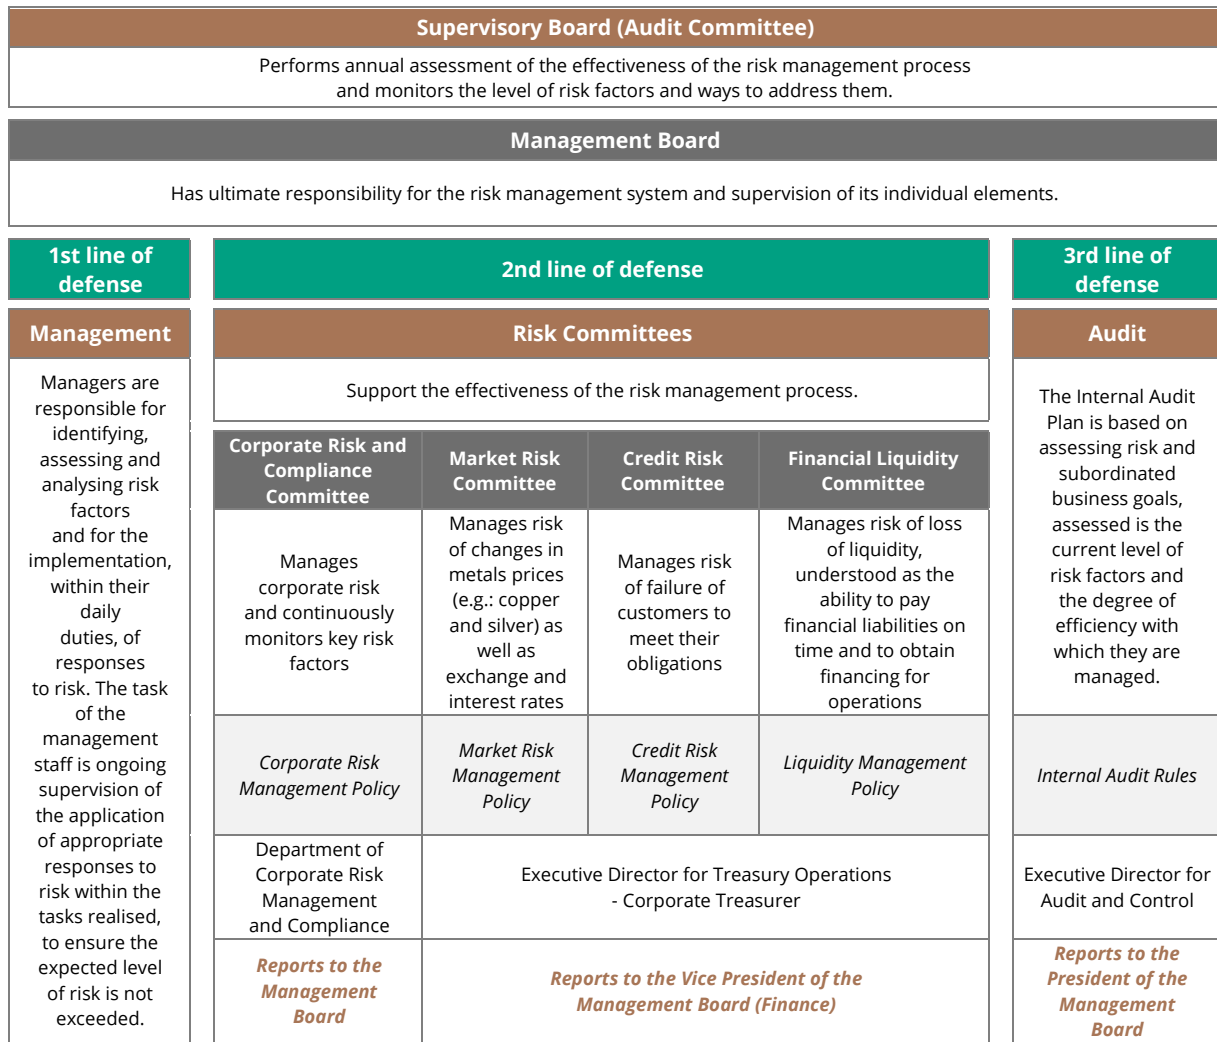 Supervisory Board (Audit Committee)
Performs annual assessment of the effectiveness of the risk management process
and monitors the level of risk factors and ways to address them.
Management Board
Has ultimate responsibility for the risk management system and supervision of its individual elements.
1st line of
defense
2nd line of defense
3rd line of
defense
Management
Managers are
responsible for
identifying,
assessing and
analysing risk
factors
and for the
implementation,
within their
daily
duties, of
responses
to risk. The task
of the
management
staff is ongoing
supervision of
the application
of appropriate
responses to
risk within the
tasks realised,
to ensure the
expected level
of risk is not
exceeded.
Risk Committees
Support the effectiveness of the risk management process.
Corporate Risk and
Compliance
Committee
Manages
corporate risk
and continuously
monitors key risk
factors
Corporate Risk
Management Policy
Department of
Corporate Risk
Management
and Compliance
Reports to the
Management
Board
Market Risk
Committee
Manages risk
of changes in
metals prices
(e.g.: copper
and silver) as
well as
exchange and
interest rates
Market Risk
Management
Policy
Credit Risk
Committee
Manages risk
of failure of
customers to
meet their
obligations
Credit Risk
Management
Policy
Financial Liquidity
Committee
Manages risk of loss
of liquidity,
understood as the
ability to pay
financial liabilities on
time and to obtain
financing for
operations
Liquidity Management
Policy
Executive Director for Treasury Operations
- Corporate Treasurer
Reports to the Vice President of the
Management Board (Finance)
Audit
The Internal Audit
Plan is based on
assessing risk and
subordinated
business goals,
assessed is the
current level of
risk factors and
the degree of
efficiency with
which they are
managed.
Internal Audit Rules
Executive Director for
Audit and Control
Reports to the
President of the
Management
Board